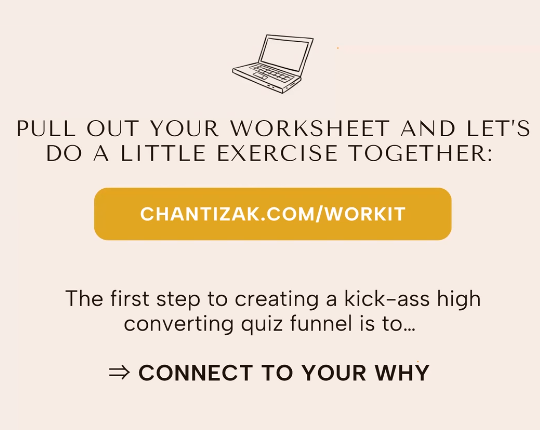 PULL OUT YOUR WORKSHEET AND LET'S
DO A LITTLE EXERCISE TOGETHER:
CHANTIZAK.COM/WORKIT
The first step to creating a kick-ass high
converting quiz funnel is to...
⇒ CONNECT TO YOUR WHY